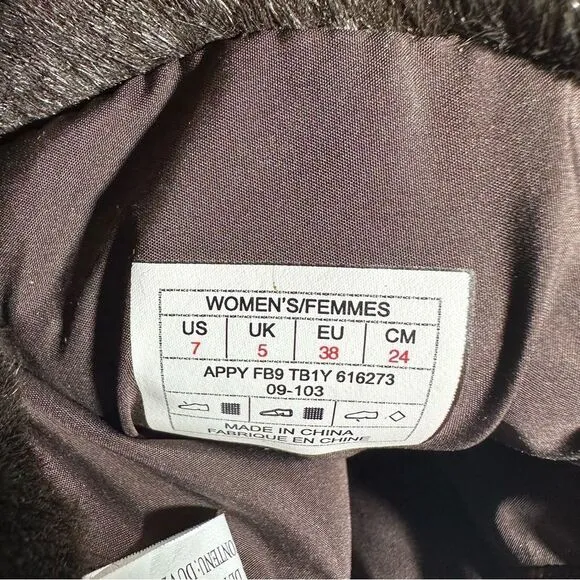 WOMEN'S/FEMMES
US UK EU CM
7 5 38 24
APPY FB9 TB1Y 616273
09-103
MADE IN CHINA
FABRIQUE EN CHINE